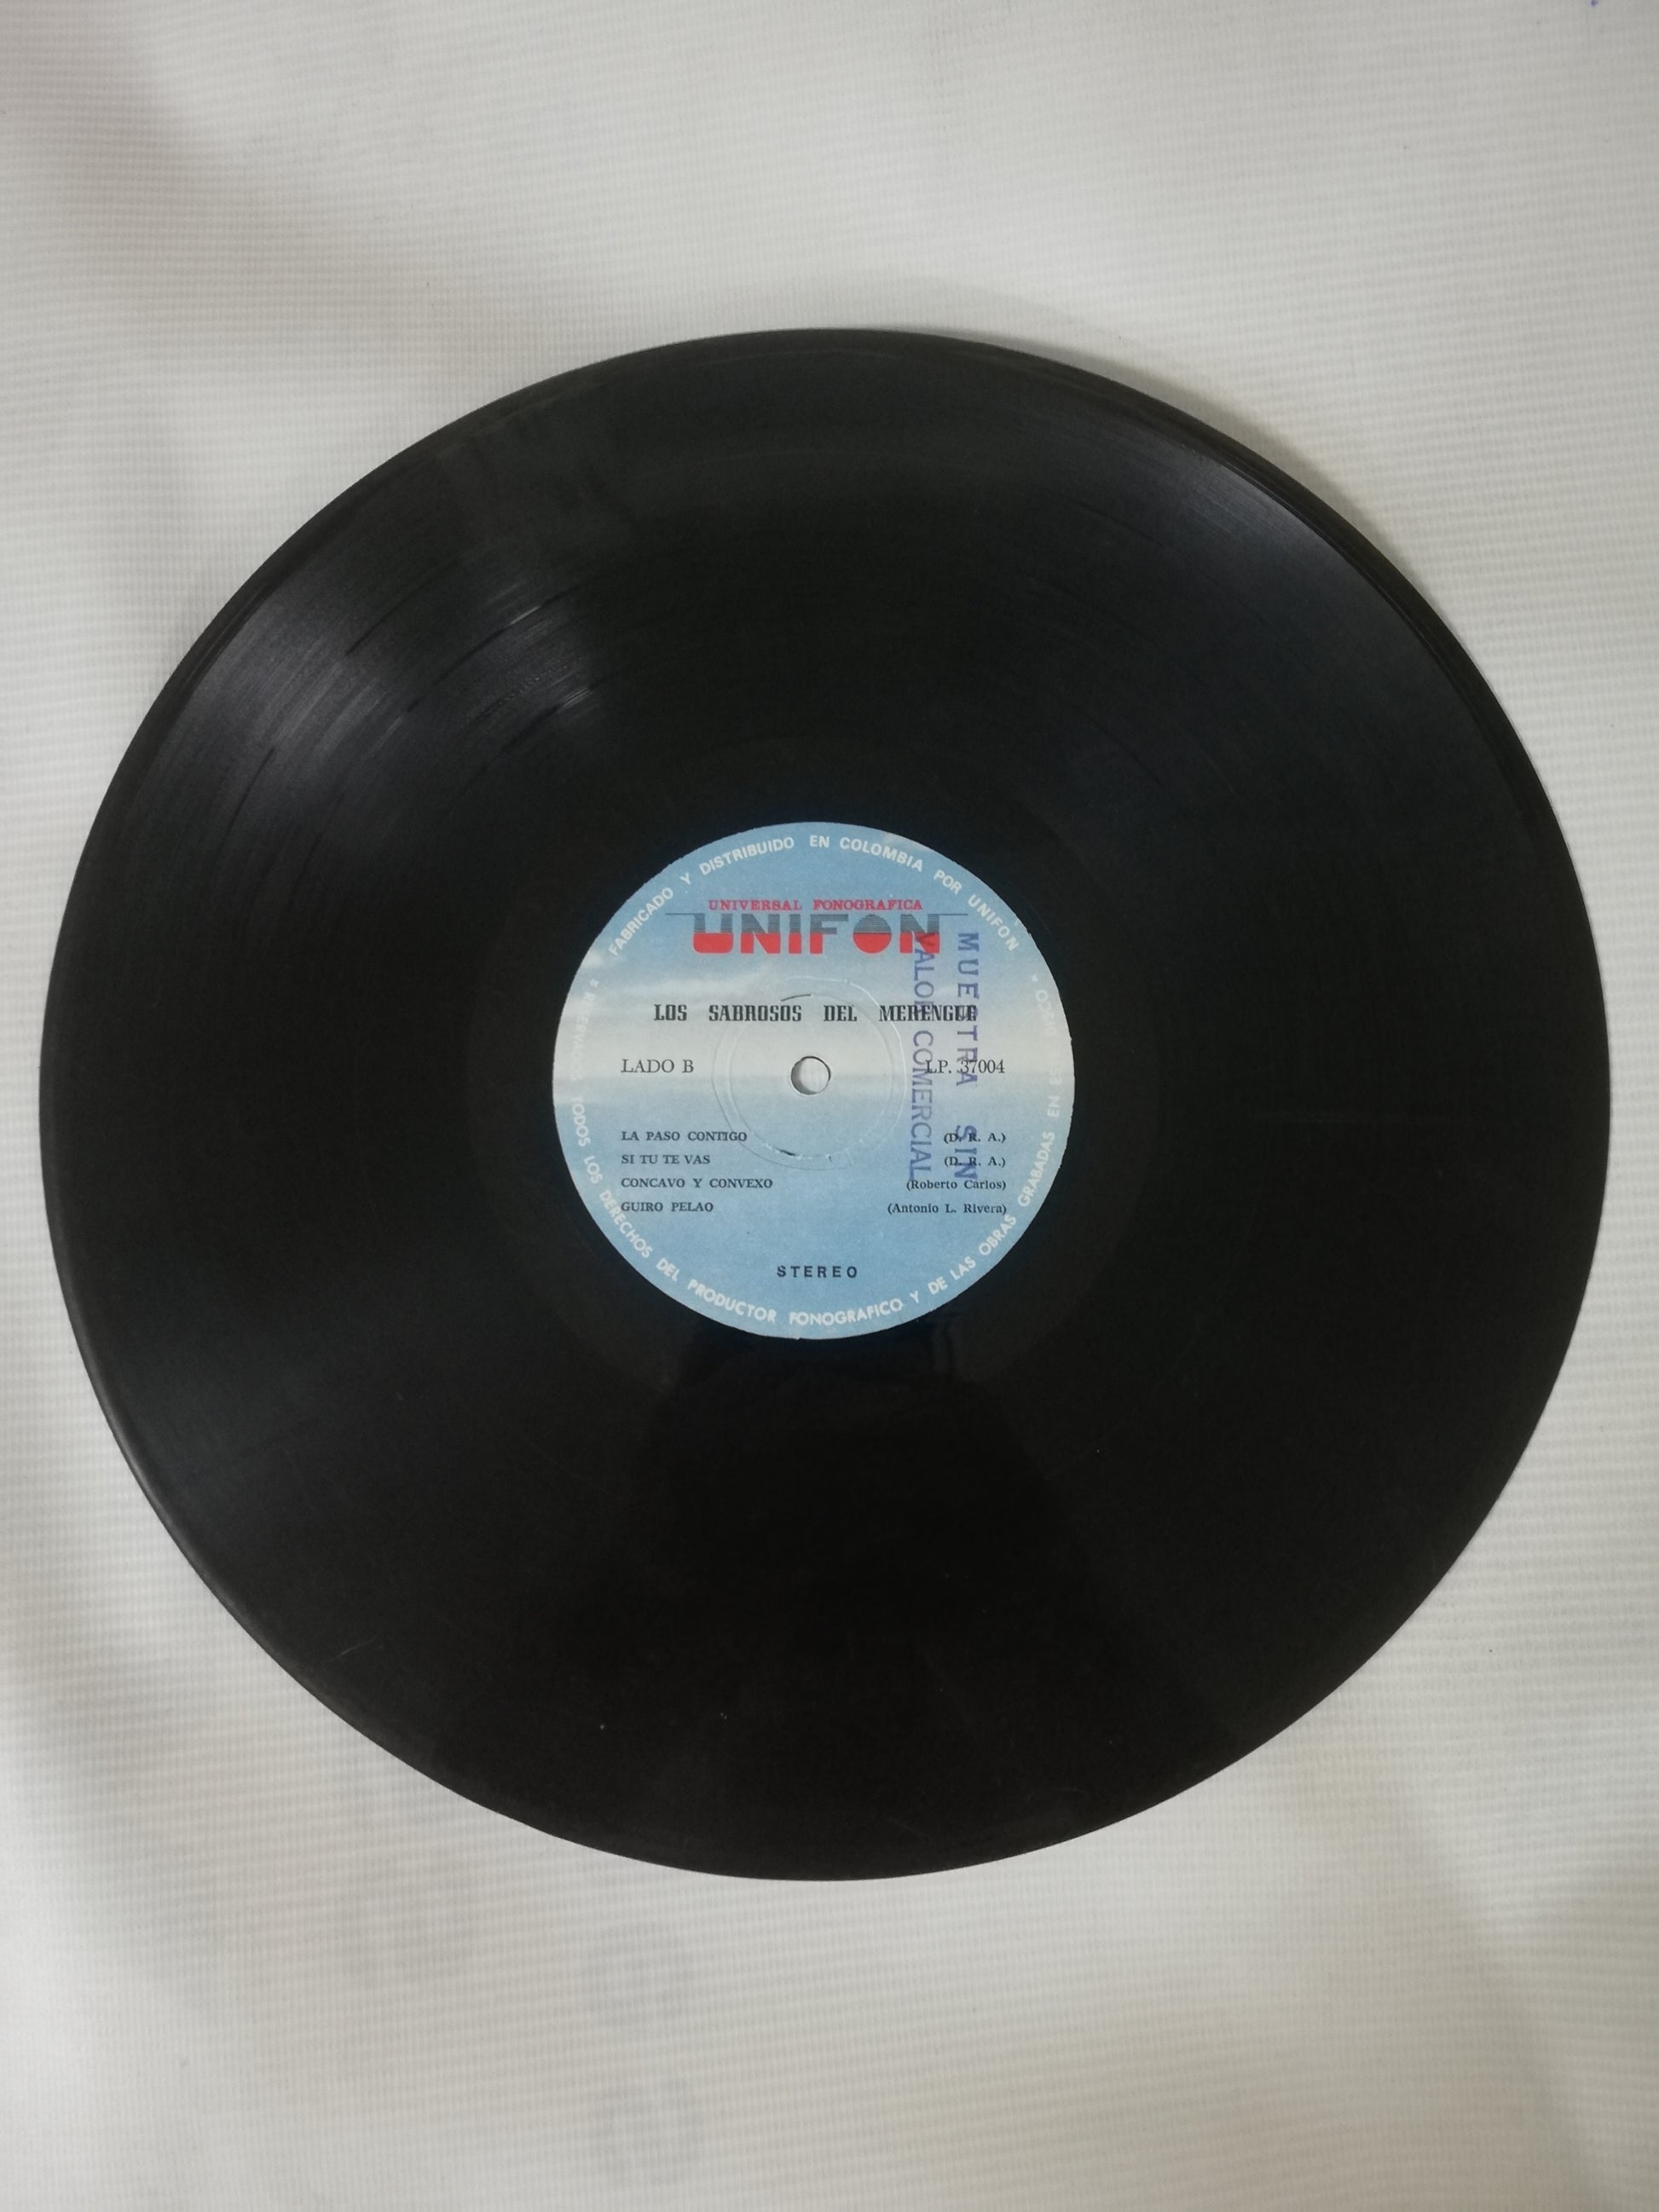 FABRICADO Y DISTRIBUIDO EN COLOMBIA POR UNIFON
UNIVERSAL FONOGRAFICA
UNIFON
LOS SABROSOS DEL MERENGUE
LADO B LP. 37004
LA PASO CONTIGO (D. R. A.)
SI TU TE VAS (D. R. A.)
CONCAVO Y CONVEXO (Roberto Carlos)
GUIRO PELAO (Antonio L. Rivera)
STEREO
TODOS LOS DERECHOS DEL PRODUCTOR FONOGRAFICO Y DE LAS OBRAS GRABADAS EN
MUESTRA SIN
VALOR COMERCIAL